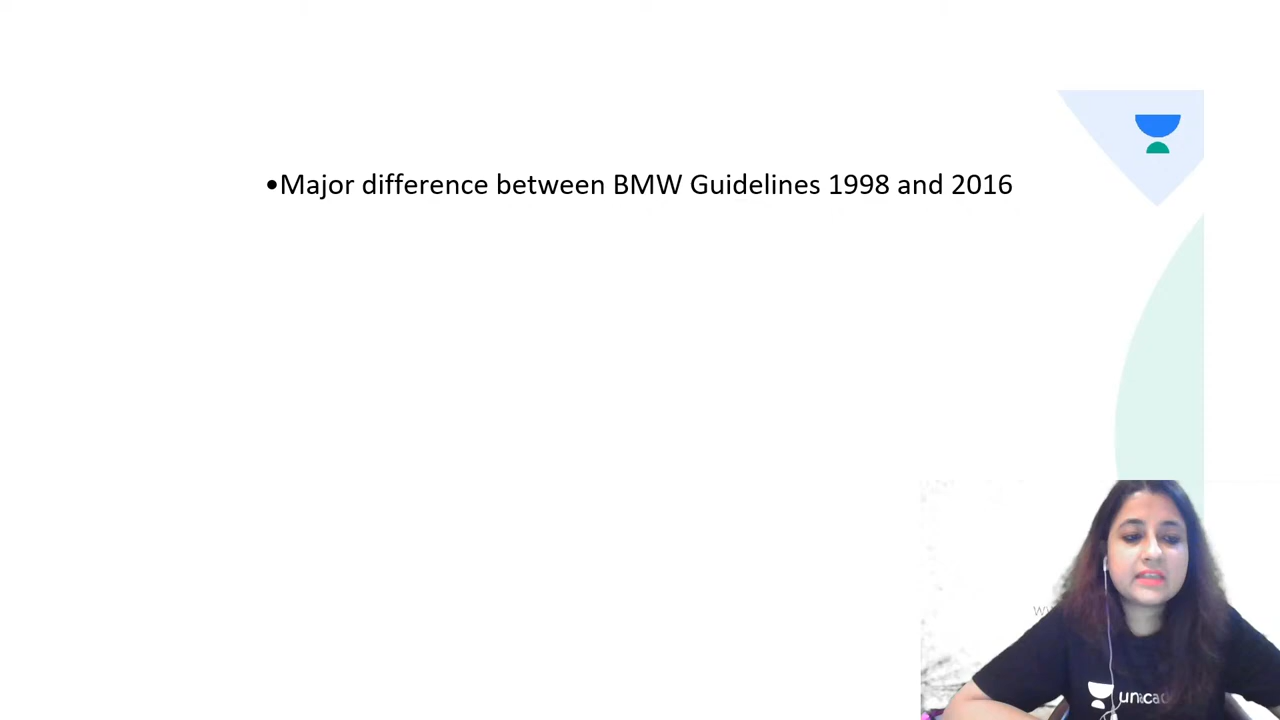 •Major difference between BMW Guidelines 1998 and 2016